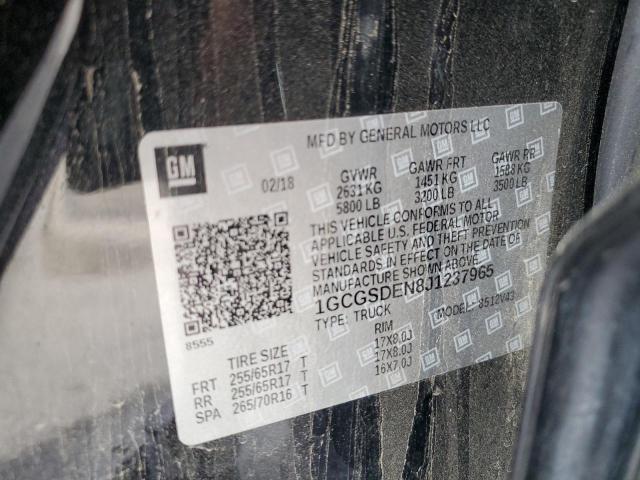 MFD BY GENERAL MOTORS LLC
GM
02/18
GVWR GAWR FRT GAWR RR
2631 KG 1451 KG 1588 KG
5800 LB 3200 LB 3500 LB
THIS VEHICLE CONFORMS TO ALL
APPLICABLE U.S. FEDERAL MOTOR
VEHICLE SAFETY AND THEFT PREVENTION
STANDARDS IN EFFECT ON THE DATE OF
MANUFACTURE SHOWN ABOVE.
1GCGSDEN8J1237965
TYPE: TRUCK MODEL: 8512V43
8555
TIRE SIZE RIM
FRT 255/65R17 T 17X8.0J
RR 255/65R17 T 17X8.0J
SPA 265/70R16 T 16X7.0J